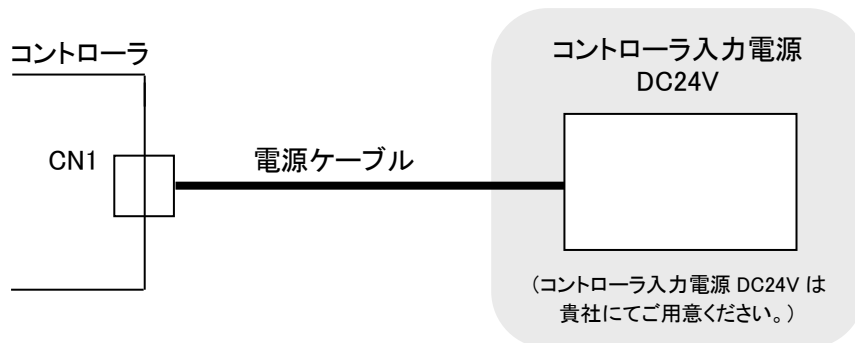 コントローラ
コントローラ入力電源
DC24V
CN1
電源ケーブル
（コントローラ入力電源 DC24V は
貴社にてご用意ください。）